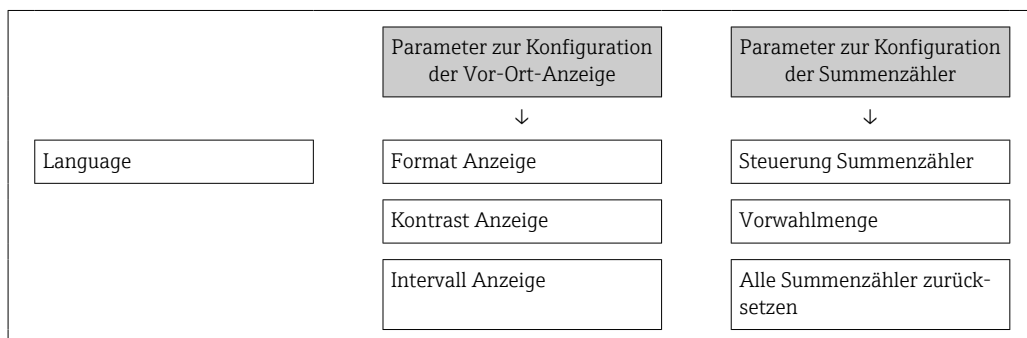 Parameter zur Konfiguration
der Vor-Ort-Anzeige
Parameter zur Konfiguration
der Summenzähler
↓
↓
Language
Format Anzeige
Steuerung Summenzähler
Kontrast Anzeige
Vorwahlmenge
Intervall Anzeige
Alle Summenzähler zurück-
setzen